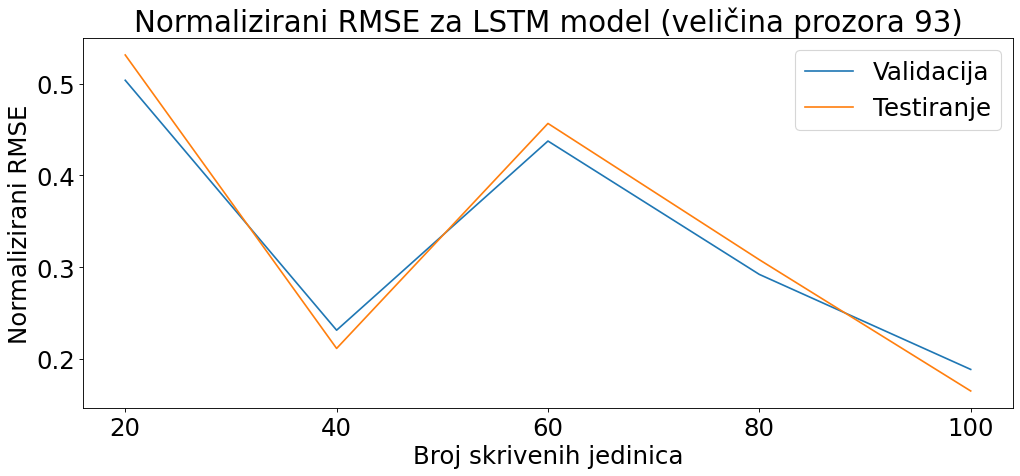 Normalizirani RMSE za LSTM model (veličina prozora 93)
Normalizirani RMSE
0.5
0.4
0.3
0.2
Validacija
Testiranje
20 40 60 80 100
Broj skrivenih jedinica